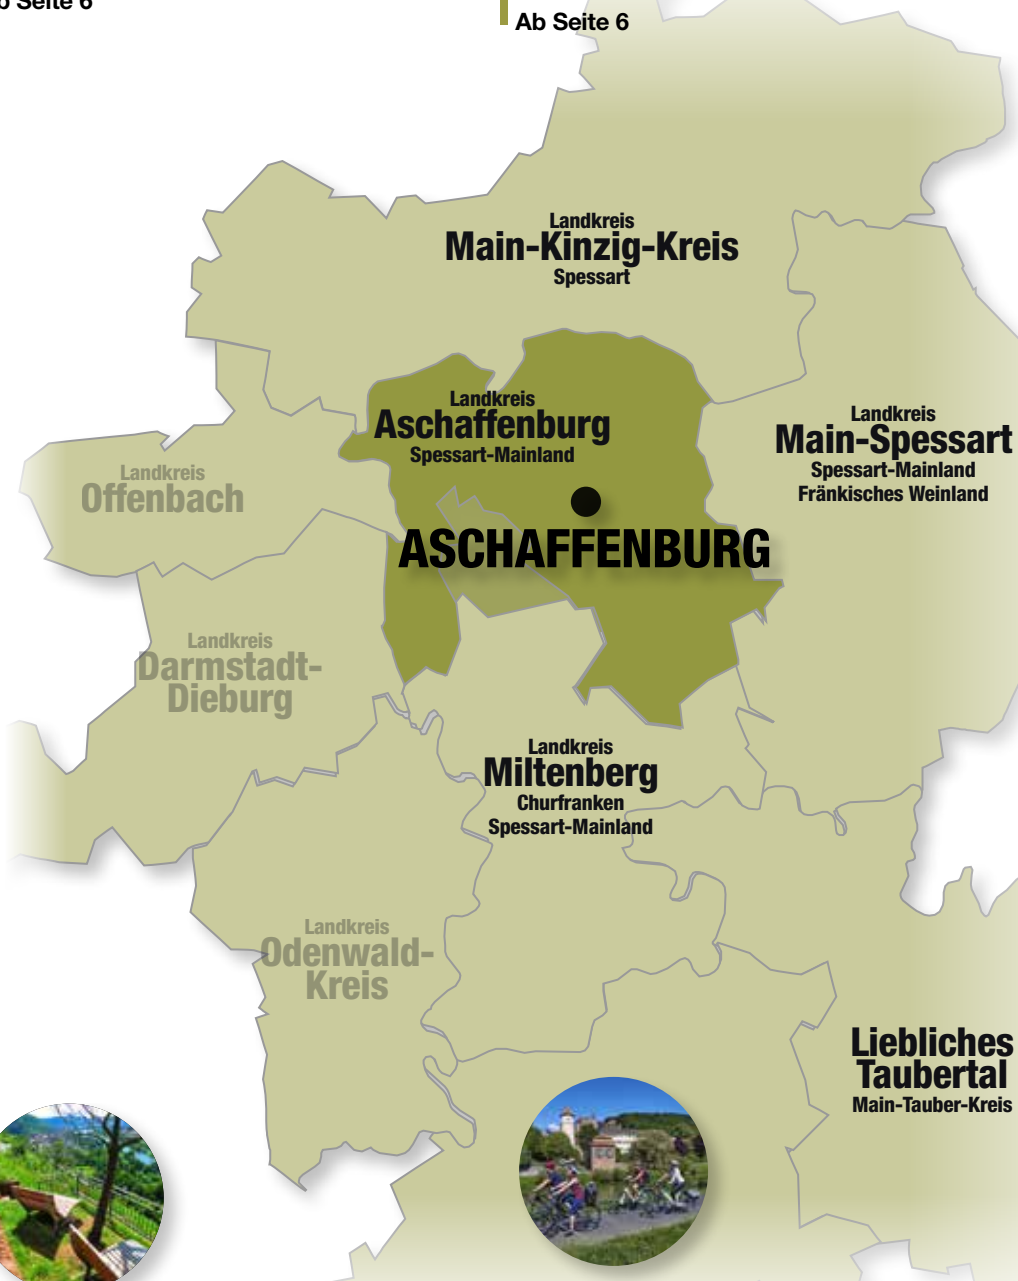 Seite 6
Ab Seite 6
Landkreis
Main-Kinzig-Kreis
Spessart
Landkreis
Aschaffenburg
Spessart-Mainland
Landkreis
Main-Spessart
Spessart-Mainland
Fränkisches Weinland
Landkreis
Offenbach
ASCHAFFENBURG
Landkreis
Darmstadt-
Dieburg
Landkreis
Miltenberg
Churfranken
Spessart-Mainland
Landkreis
Odenwald-
Kreis
Liebliches
Taubertal
Main-Tauber-Kreis